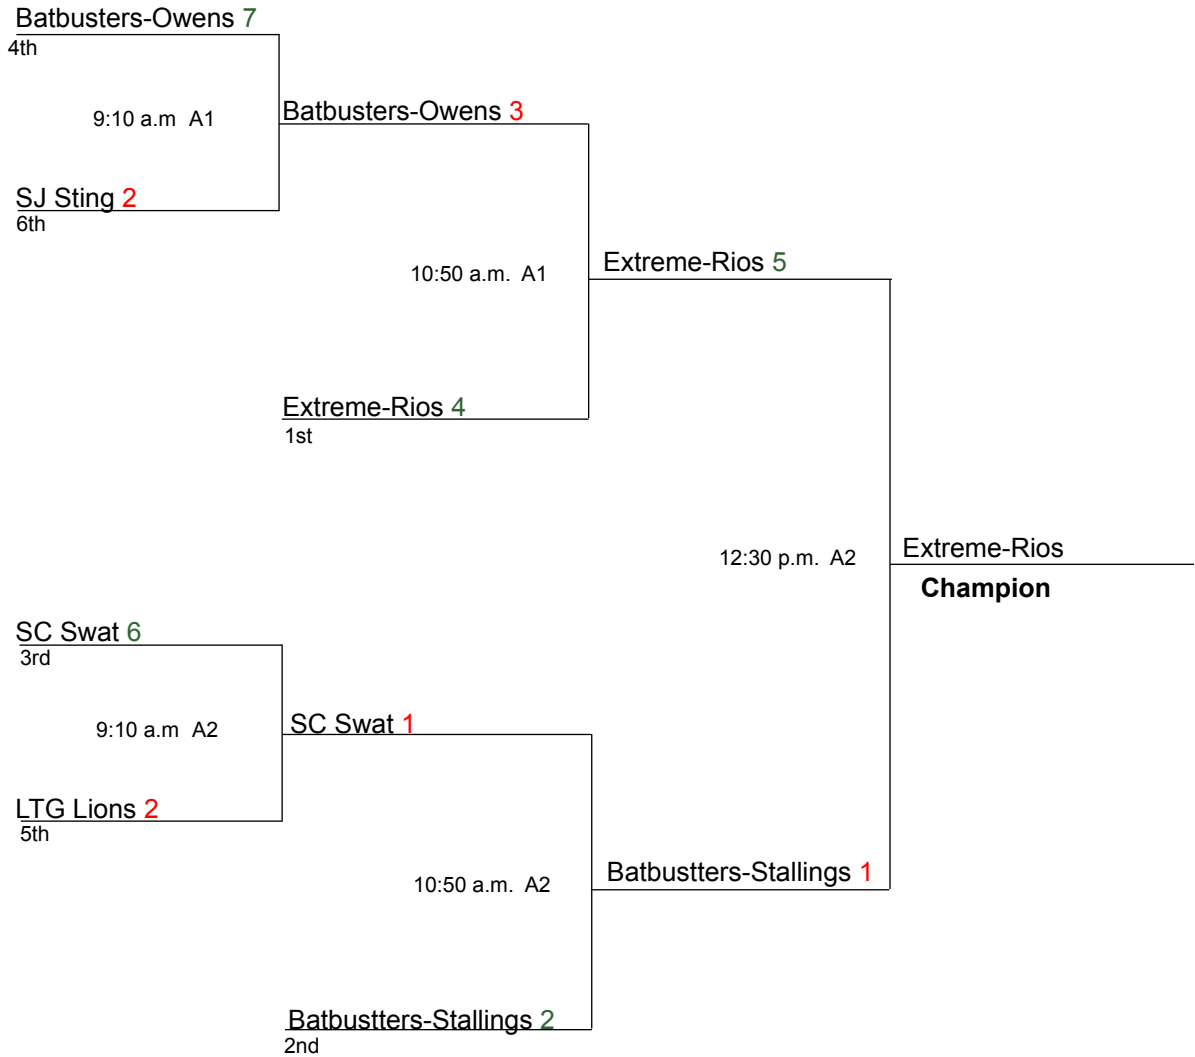 Batbusters-Owens 7
4th
9:10 a.m  A1
Batbusters-Owens 3
SJ Sting 2
6th
10:50 a.m.  A1
Extreme-Rios 5
Extreme-Rios 4
1st
12:30 p.m.  A2
Extreme-Rios
Champion
SC Swat 6
3rd
9:10 a.m  A2
SC Swat 1
LTG Lions 2
5th
10:50 a.m.  A2
Batbustters-Stallings 1
Batbustters-Stallings 2
2nd